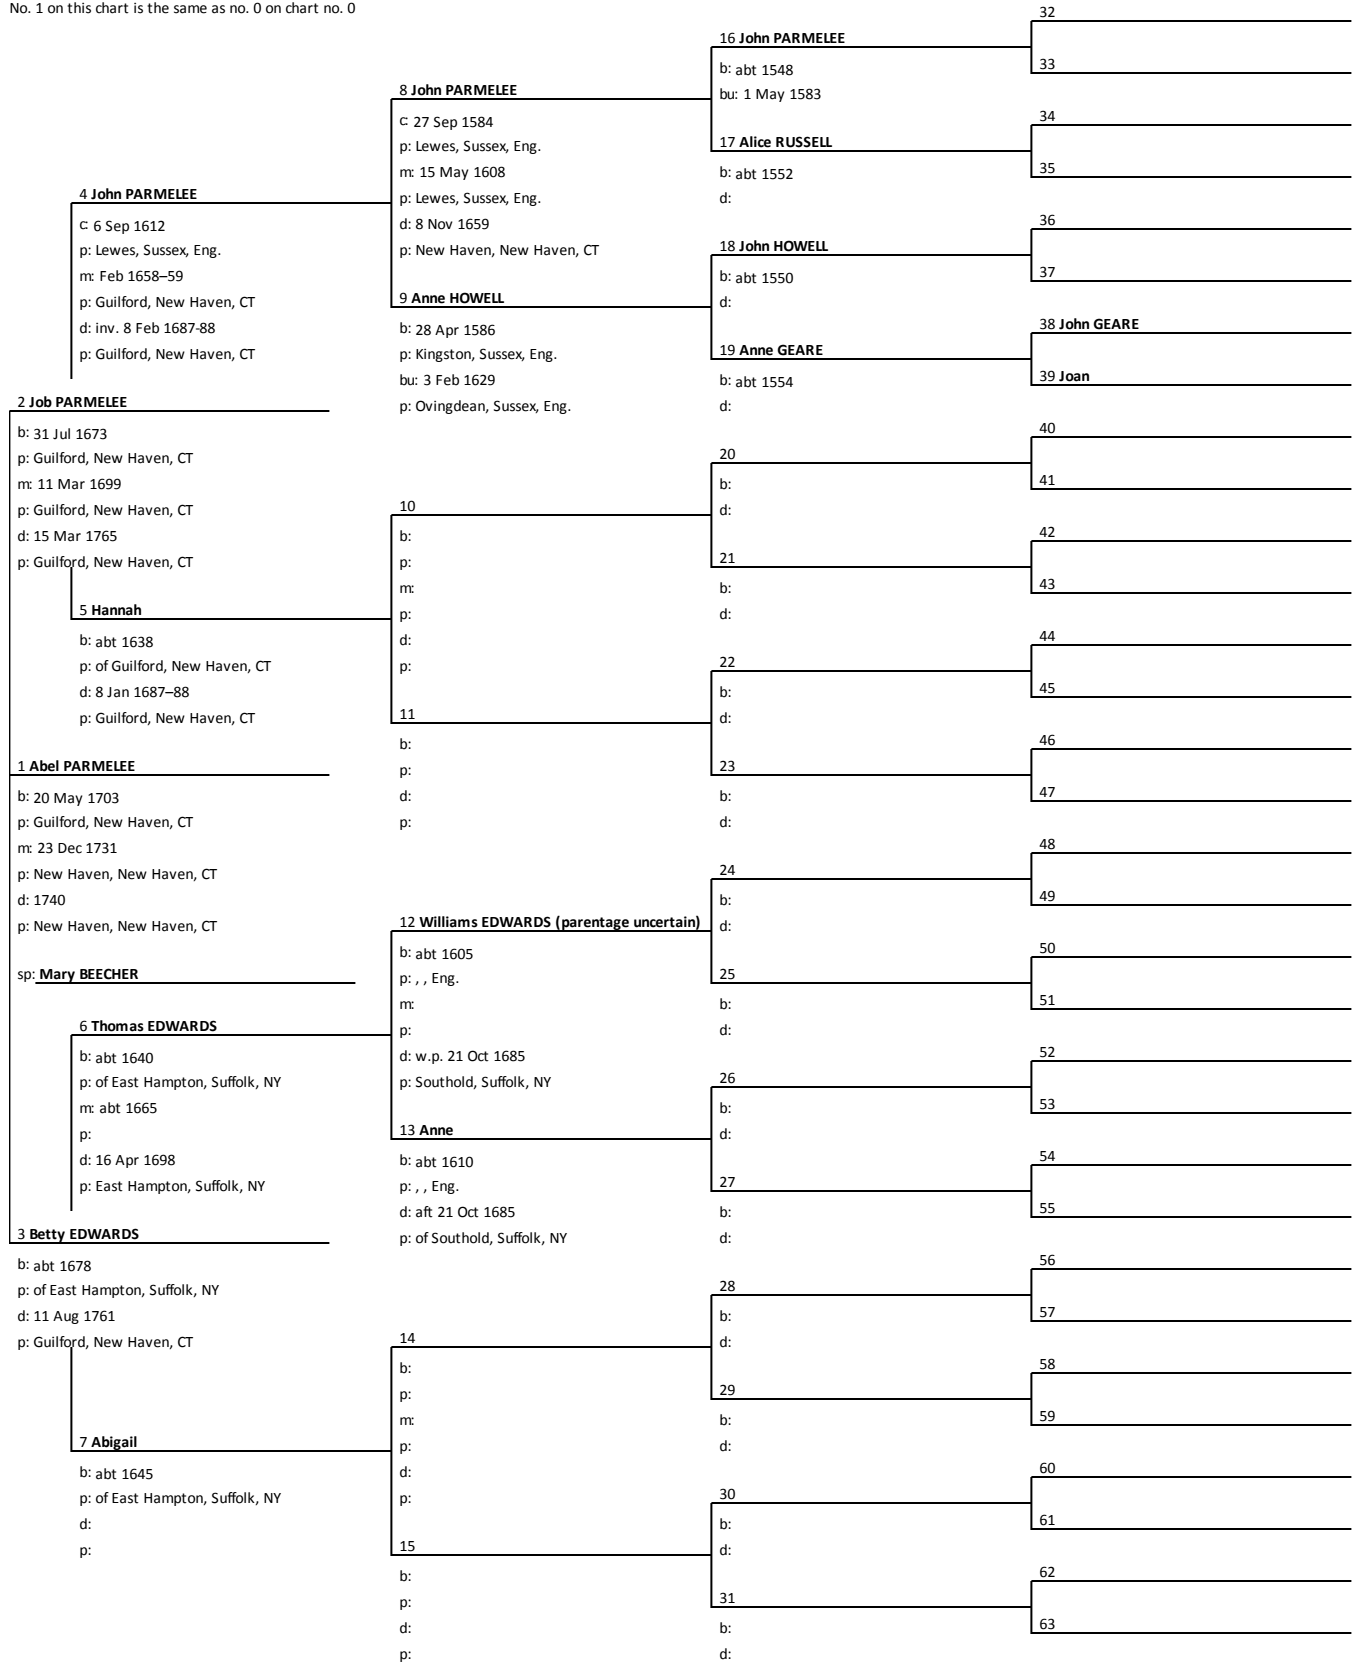 No. 1 on this chart is the same as no. 0 on chart no. 0
2 Job PARMELEE
b: 31 Jul 1673
p: Guilford, New Haven, CT
m: 11 Mar 1699
p: Guilford, New Haven, CT
d: 15 Mar 1765
p: Guilford, New Haven, CT
1 Abel PARMELEE
b: 20 May 1703
p: Guilford, New Haven, CT
m: 23 Dec 1731
p: New Haven, New Haven, CT
d: 1740
p: New Haven, New Haven, CT
sp: Mary BEECHER
3 Betty EDWARDS
b: abt 1678
p: of East Hampton, Suffolk, NY
d: 11 Aug 1761
p: Guilford, New Haven, CT
4 John PARMELEE
c: 6 Sep 1612
p: Lewes, Sussex, Eng.
m: Feb 1658–59
p: Guilford, New Haven, CT
d: inv. 8 Feb 1687-88
p: Guilford, New Haven, CT
5 Hannah
b: abt 1638
p: of Guilford, New Haven, CT
d: 8 Jan 1687–88
p: Guilford, New Haven, CT
6 Thomas EDWARDS
b: abt 1640
p: of East Hampton, Suffolk, NY
m: abt 1665
p:
d: 16 Apr 1698
p: East Hampton, Suffolk, NY
7 Abigail
b: abt 1645
p: of East Hampton, Suffolk, NY
d:
p:
8 John PARMELEE
c: 27 Sep 1584
p: Lewes, Sussex, Eng.
m: 15 May 1608
p: Lewes, Sussex, Eng.
d: 8 Nov 1659
p: New Haven, New Haven, CT
9 Anne HOWELL
b: 28 Apr 1586
p: Kingston, Sussex, Eng.
bu: 3 Feb 1629
p: Ovingdean, Sussex, Eng.
10
b:
p:
m:
p:
d:
p:
11
b:
p:
d:
p:
12 Williams EDWARDS (parentage uncertain)
b: abt 1605
p: , , Eng.
m:
p:
d: w.p. 21 Oct 1685
p: Southold, Suffolk, NY
13 Anne
b: abt 1610
p: , , Eng.
d: aft 21 Oct 1685
p: of Southold, Suffolk, NY
14
b:
p:
m:
p:
d:
p:
15
b:
p:
d:
p:
16 John PARMELEE
b: abt 1548
bu: 1 May 1583
17 Alice RUSSELL
b: abt 1552
d:
18 John HOWELL
b: abt 1550
d:
19 Anne GEARE
b: abt 1554
d:
20
b:
d:
21
b:
d:
22
b:
d:
23
b:
d:
24
b:
d:
25
b:
d:
26
b:
d:
27
b:
d:
28
b:
d:
29
b:
d:
30
b:
d:
31
b:
d:
32
33
34
35
36
37
38 John GEARE
39 Joan
40
41
42
43
44
45
46
47
48
49
50
51
52
53
54
55
56
57
58
59
60
61
62
63